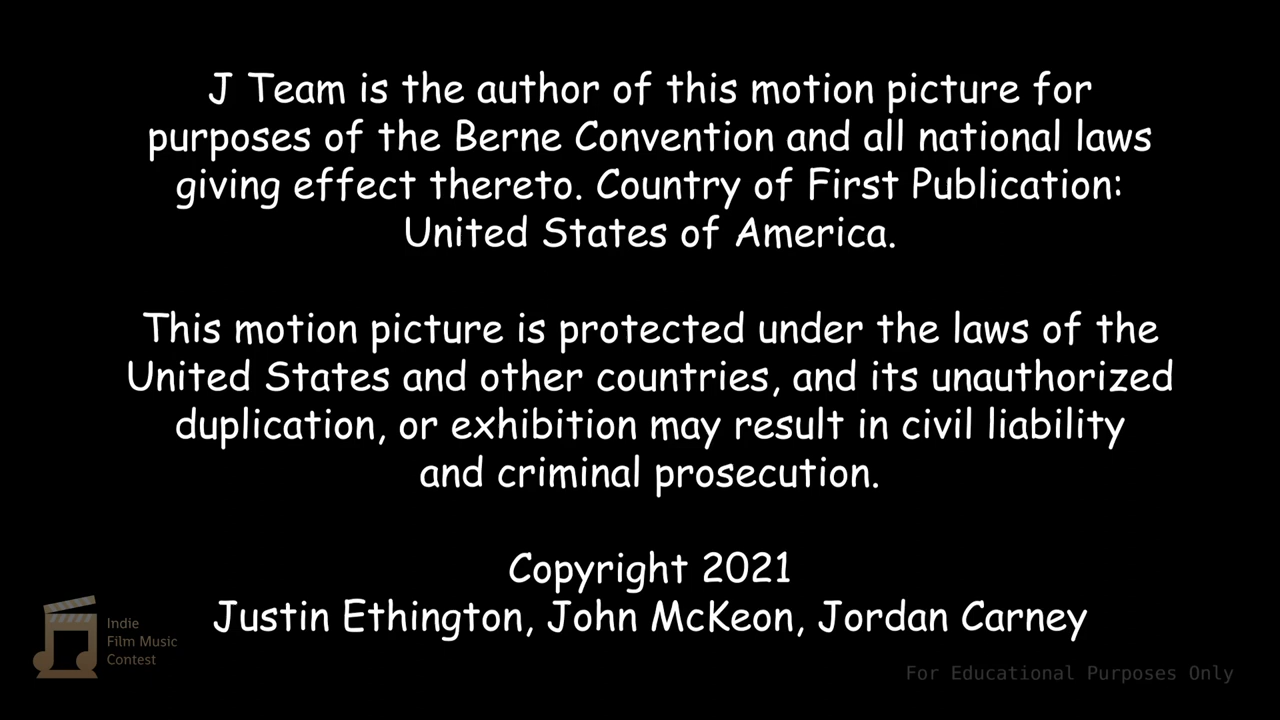 J Team is the author of this motion picture for
purposes of the Berne Convention and all national laws
giving effect thereto. Country of First Publication:
United States of America.
This motion picture is protected under the laws of the
United States and other countries, and its unauthorized
duplication, or exhibition may result in civil liability
and criminal prosecution.
Copyright 2021
Justin Ethington, John McKeon, Jordan Carney
Indie
Film Music
Contest
For Educational Purposes Only